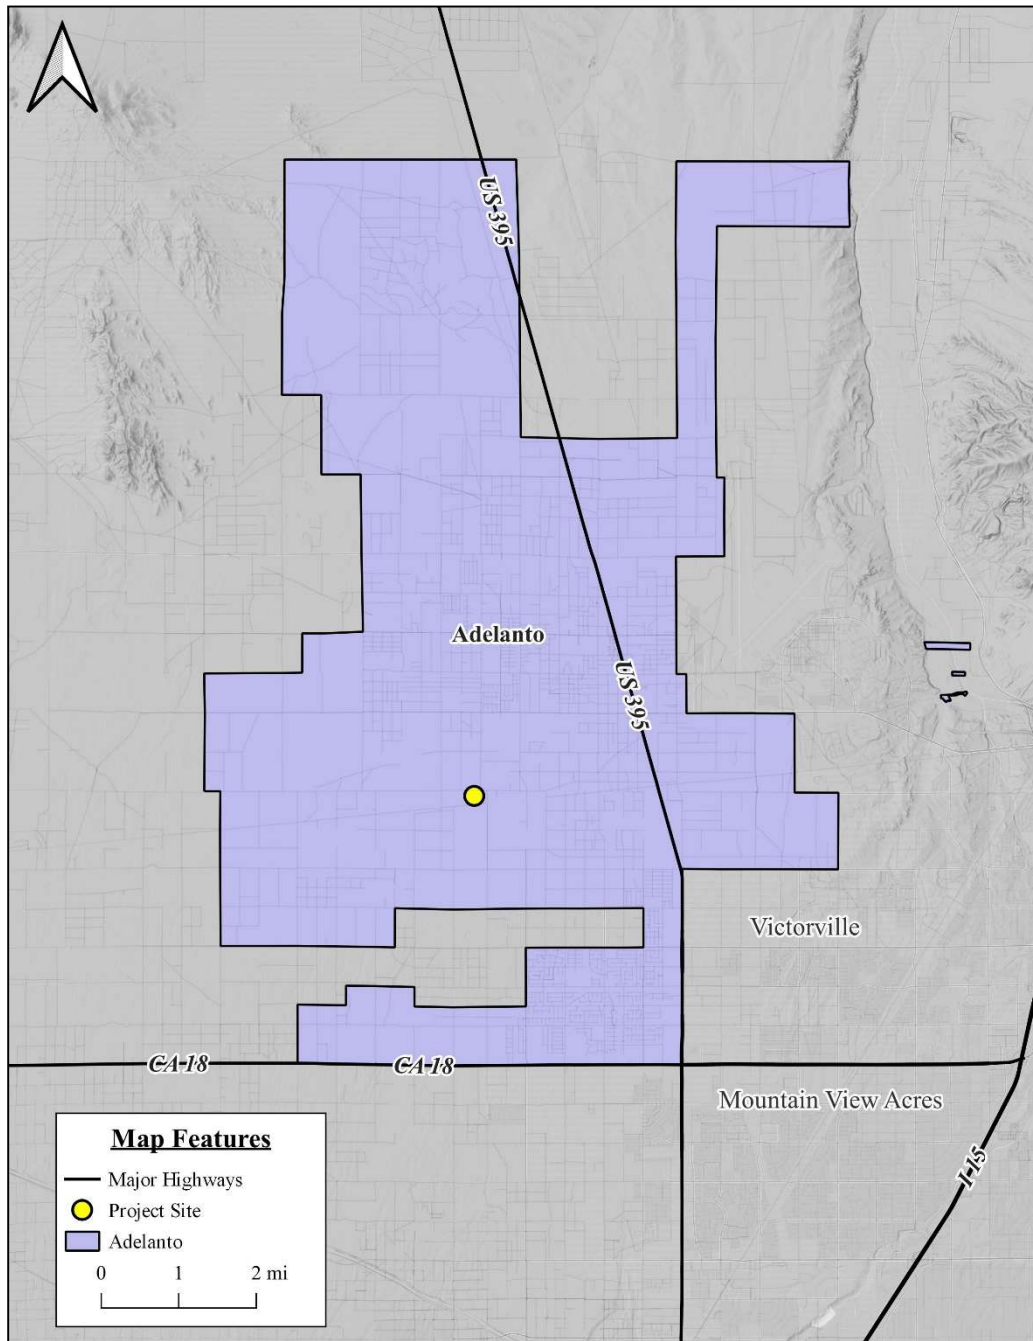 US-395
Adelanto
US-395
Victorville
CA 18
CA 18
Mountain View Acres
I-15
Map Features
Major Highways
Project Site
Adelanto
0 1 2 mi